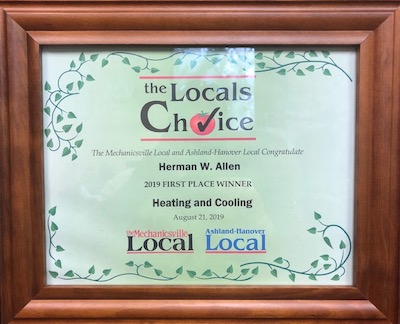 the Locals
Choice
The Mechanicsville Local and Ashland-Hanover Local Congratulate
Herman W. Allen
2019 FIRST PLACE WINNER
Heating and Cooling
August 21, 2019
the Mechanicsville Ashland-Hanover
Local Local